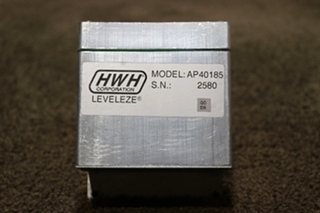 HWH
CORPORATION
MODEL: AP40185
S.N.: 2580
LEVELEZE®